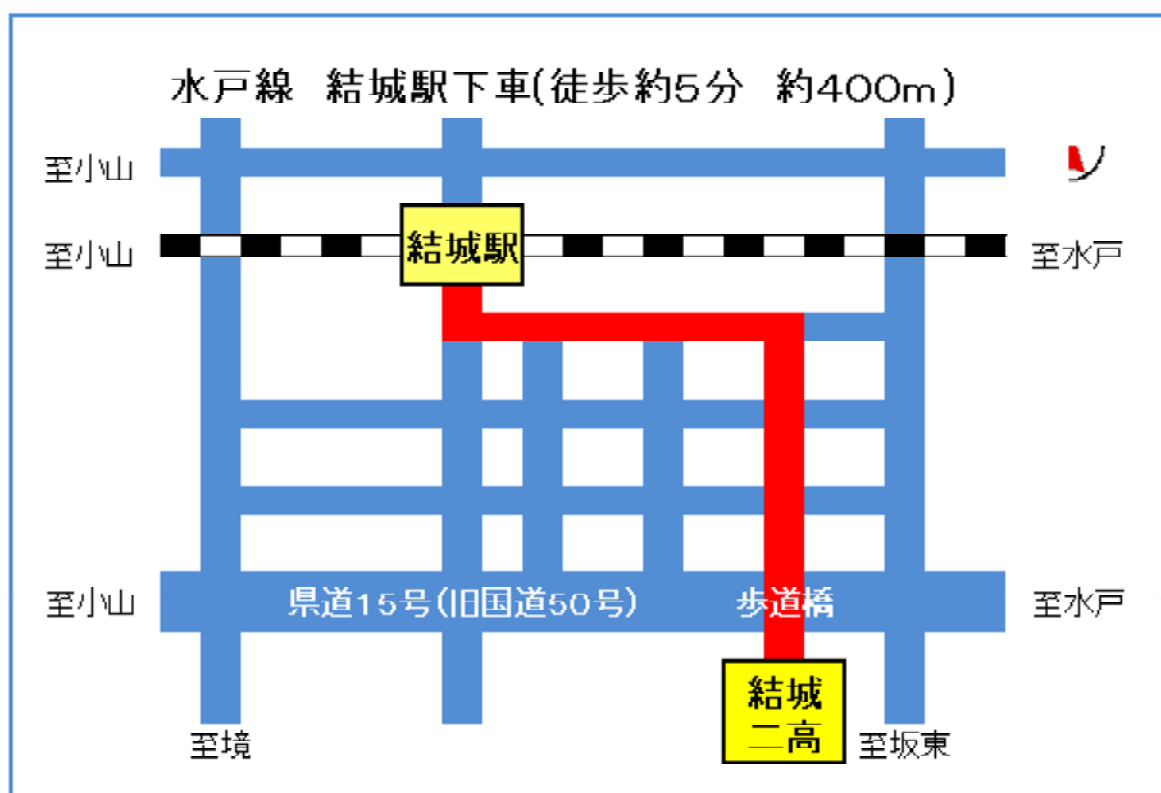 水戸線 結城駅下車(徒歩約5分 約400m)
至小山
至小山
結城駅
至水戸
至小山
県道15号(旧国道50号)
歩道橋
至水戸
結城
二高
至境
至坂東